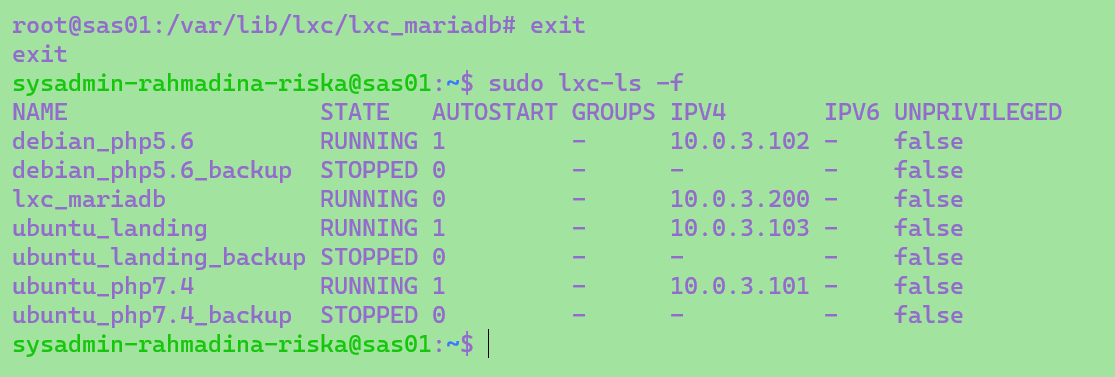 root@sas01:/var/lib/lxc/lxc_mariadb# exit
exit
sysadmin-rahmadina-riska@sas01:~$ sudo lxc-ls -f
NAME                  STATE   AUTOSTART GROUPS IPV4       IPV6 UNPRIVILEGED
debian_php5.6         RUNNING 1         -      10.0.3.102 -    false
debian_php5.6_backup  STOPPED 0         -      -          -    false
lxc_mariadb           RUNNING 0         -      10.0.3.200 -    false
ubuntu_landing        RUNNING 1         -      10.0.3.103 -    false
ubuntu_landing_backup STOPPED 0         -      -          -    false
ubuntu_php7.4         RUNNING 1         -      10.0.3.101 -    false
ubuntu_php7.4_backup  STOPPED 0         -      -          -    false
sysadmin-rahmadina-riska@sas01:~$